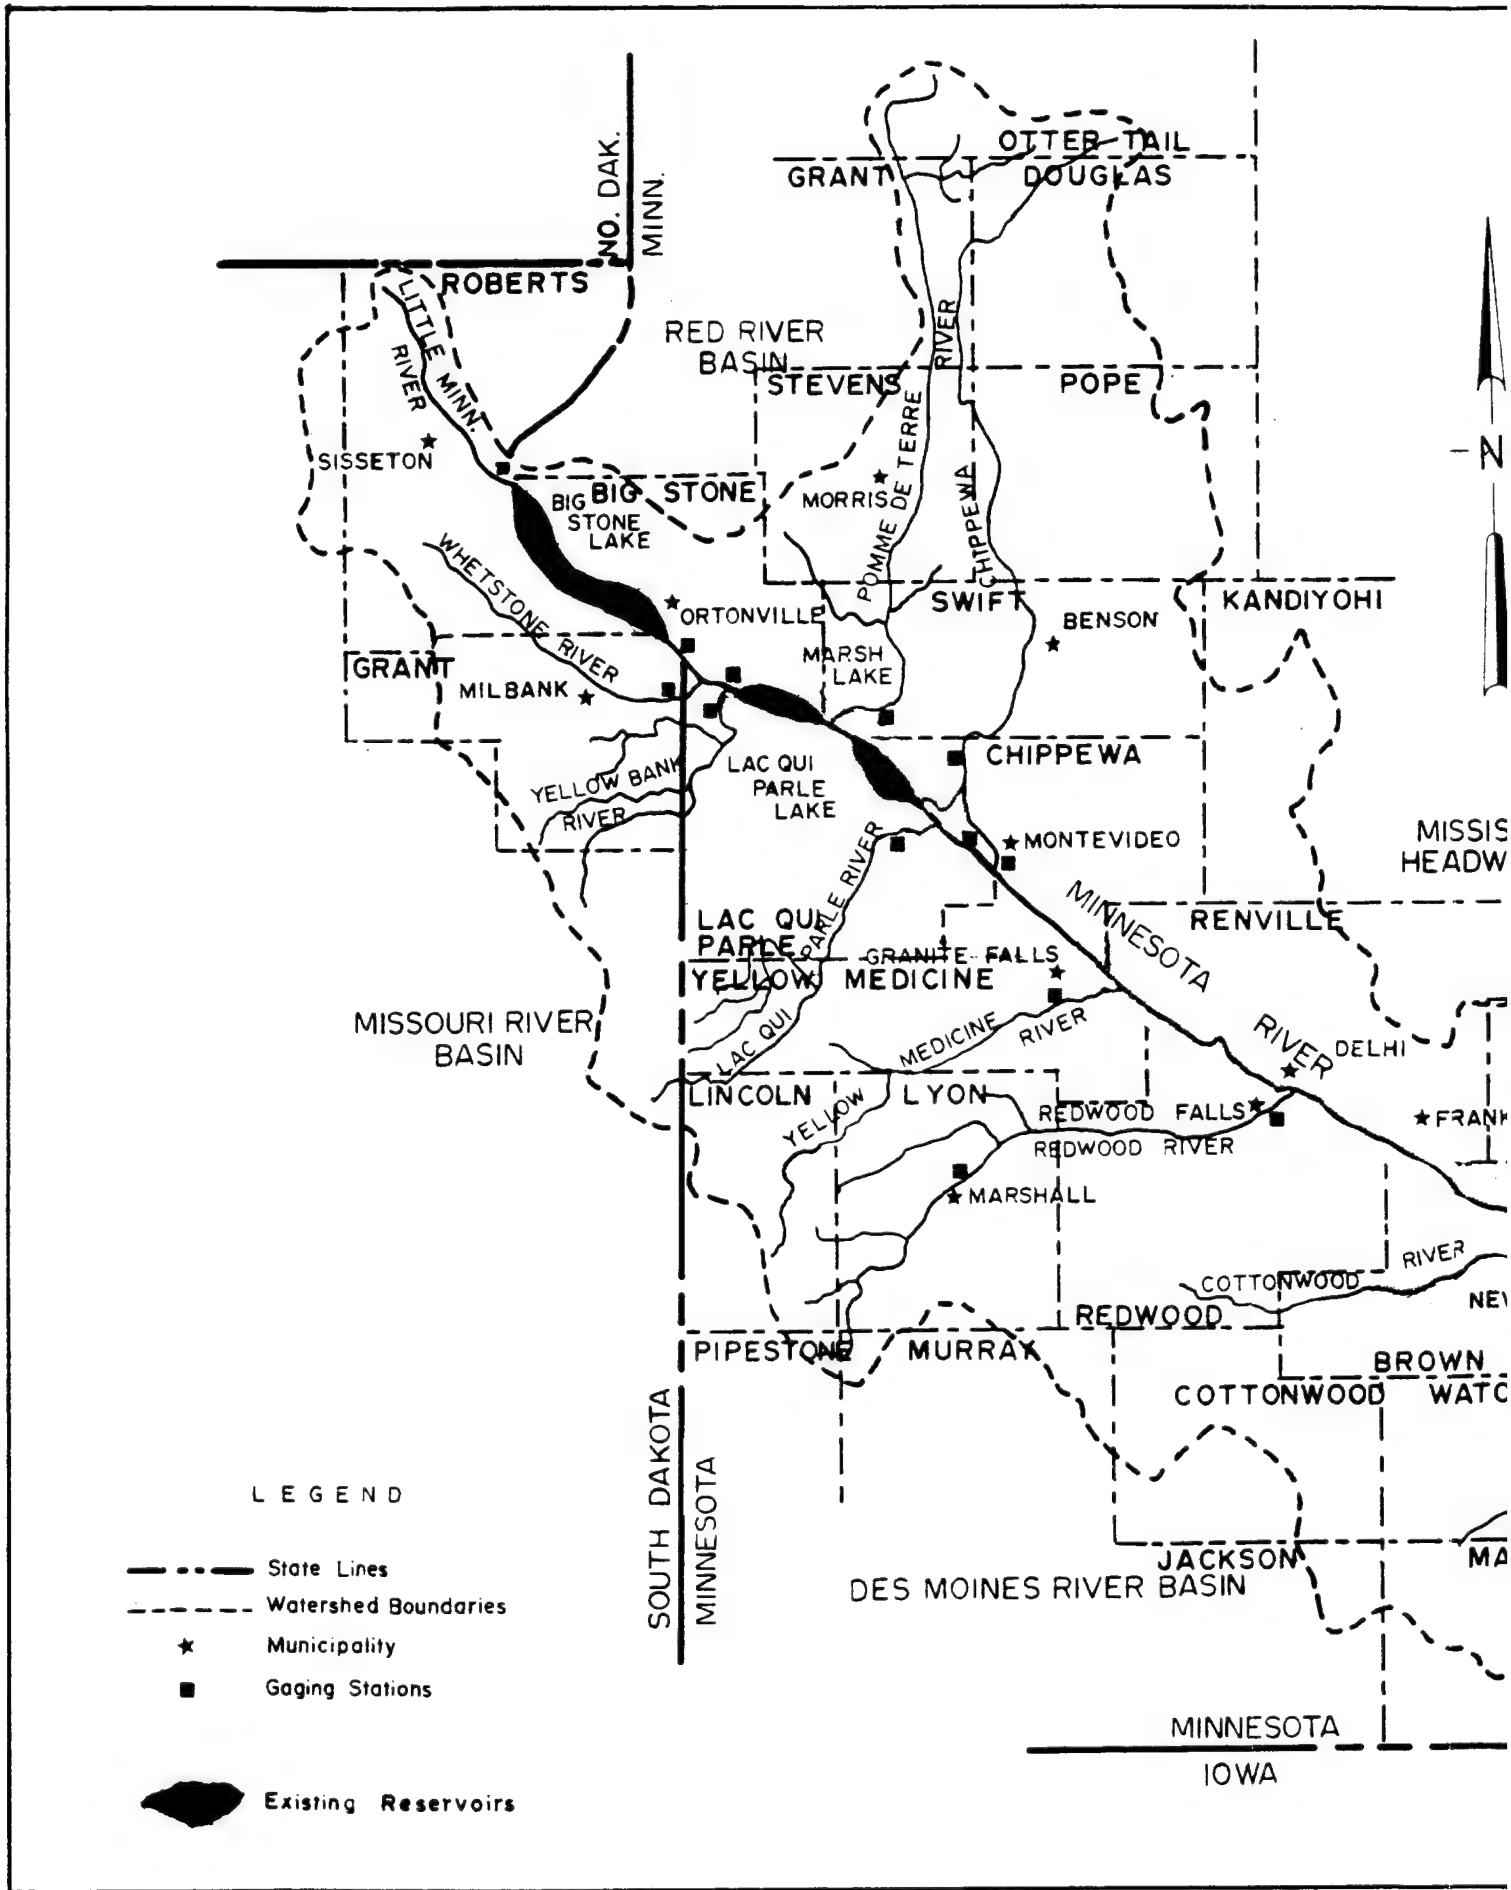 OTTER TAIL
GRANT
DOUGLAS
NO. DAK.
MINN.
ROBERTS
LITTLE MINN.
RIVER
RED RIVER
BASIN
RIVER
STEVENS
POPE
SISSETON
BIG STONE
BIG
STONE
LAKE
MORRIS
POMME DE TERRE
CHIPPEWA
- N
WHETSTONE RIVER
SWIFT
KANDIYOHI
ORTONVILLE
BENSON
GRANT
MILBANK
MARSH
LAKE
CHIPPEWA
YELLOW BANK
RIVER
LAC QUI
PARLE
LAKE
MONTEVIDEO
MISSIS
HEADW
LAC QUI
PARLE
PARLE RIVER
LAC QUI
MINNESOTA
RIVER
RENVILLE
GRANITE FALLS
YELLOW MEDICINE
MISSOURI RIVER
BASIN
MEDICINE
RIVER
YELLOW
DELHI
LINCOLN
LYON
REDWOOD FALLS
FRANK
REDWOOD RIVER
MARSHALL
COTTONWOOD
RIVER
NEW
REDWOOD
PIPESTONE
MURRAY
BROWN
COTTONWOOD
WATO
SOUTH DAKOTA
MINNESOTA
JACKSON
MA
DES MOINES RIVER BASIN
LEGEND
State Lines
Watershed Boundaries
Municipality
Gaging Stations
Existing Reservoirs
MINNESOTA
IOWA